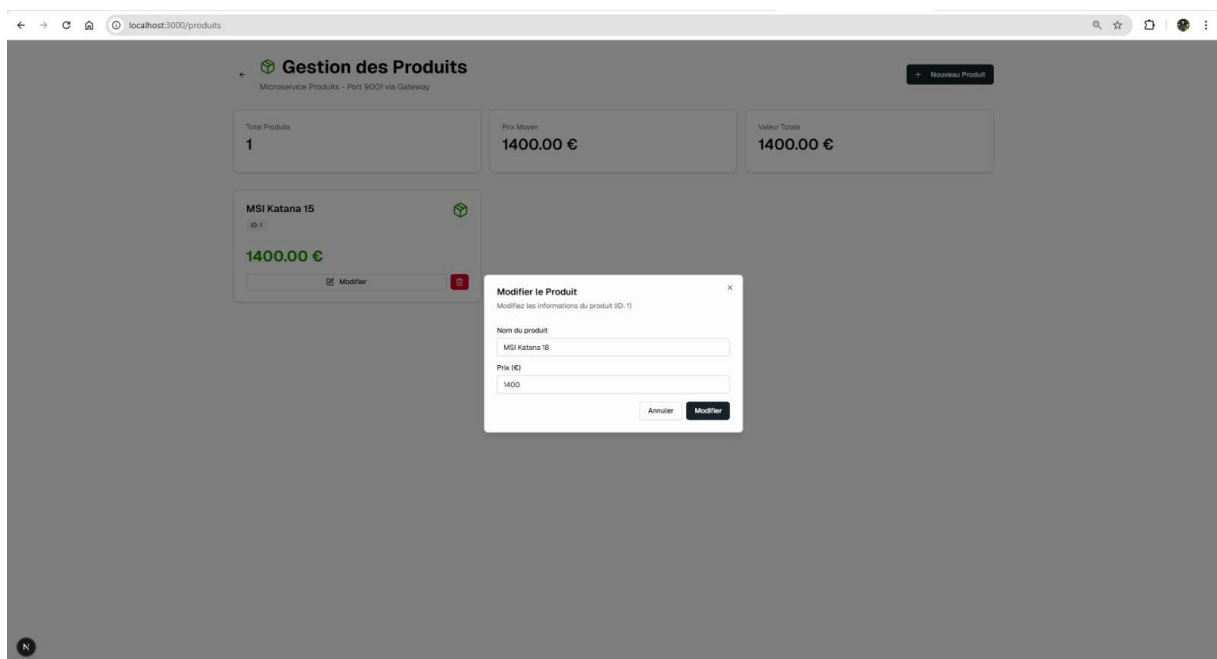 localhost:3000/produits
Gestion des Produits
Microservice Produits - Port 9001 via Gateway
+ Nouveau Produit
Total Produits
1
Prix Moyen
1400.00 €
Valeur Totale
1400.00 €
MSI Katana 15
ID: 1
1400.00 €
Modifier
Modifier le Produit
Modifiez les informations du produit (ID: 1)
Nom du produit
MSI Katana 18
Prix (€)
1400
Annuler
Modifier
N